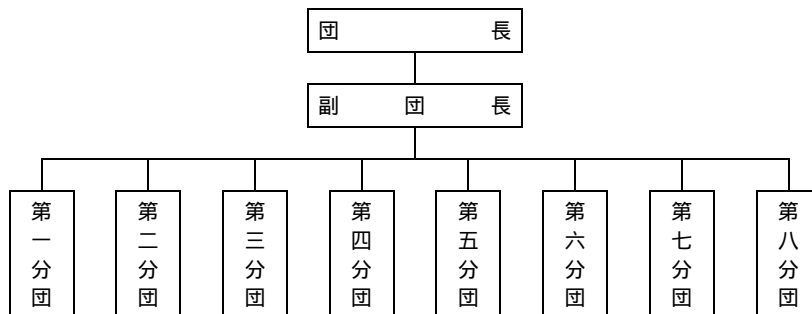 団長
副団長
第一分団
第二分団
第三分団
第四分団
第五分団
第六分団
第七分団
第八分団